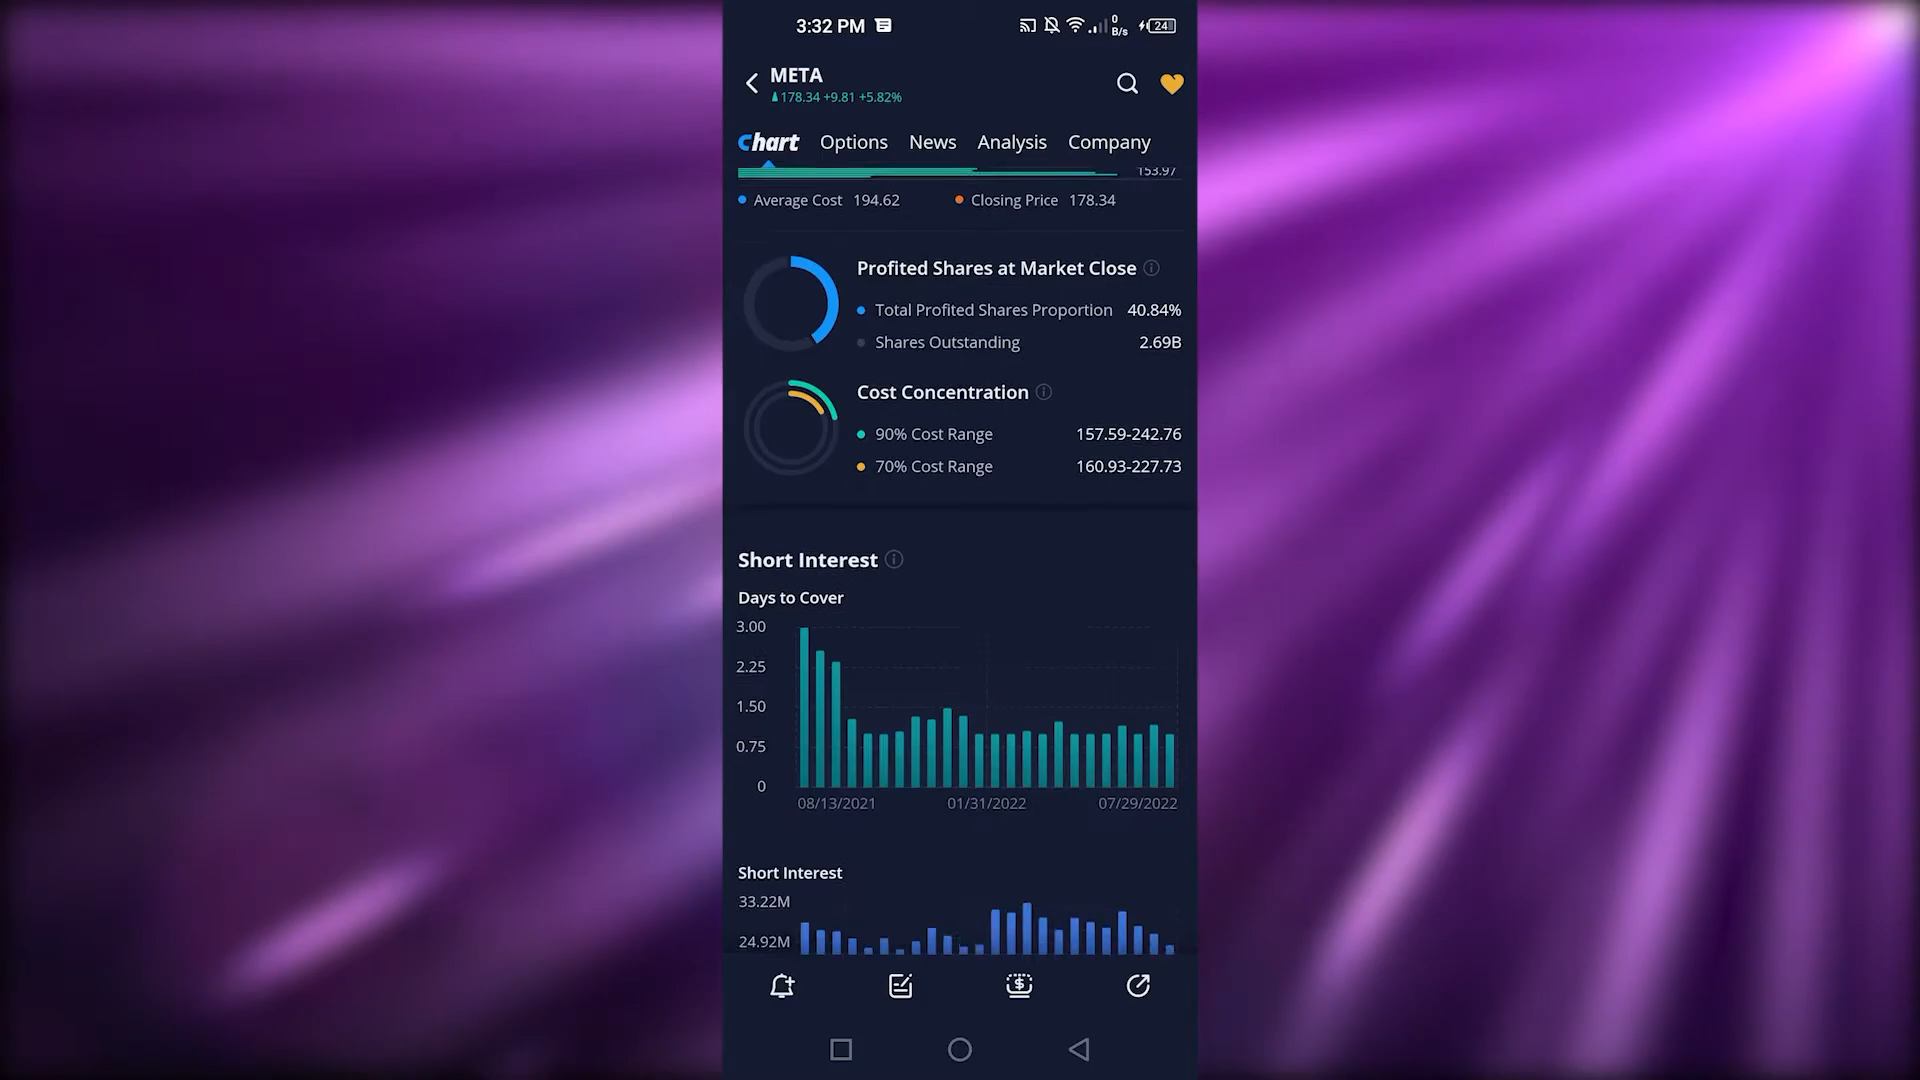 3:32 PM
0
B/s
24
META
178.34 +9.81 +5.82%
Chart Options News Analysis Company
153.97
Average Cost 194.62 Closing Price 178.34
Profited Shares at Market Close
Total Profited Shares Proportion 40.84%
Shares Outstanding 2.69B
Cost Concentration
90% Cost Range 157.59-242.76
70% Cost Range 160.93-227.73
Short Interest
Days to Cover
3.00
2.25
1.50
0.75
0
08/13/2021 01/31/2022 07/29/2022
Short Interest
33.22M
24.92M